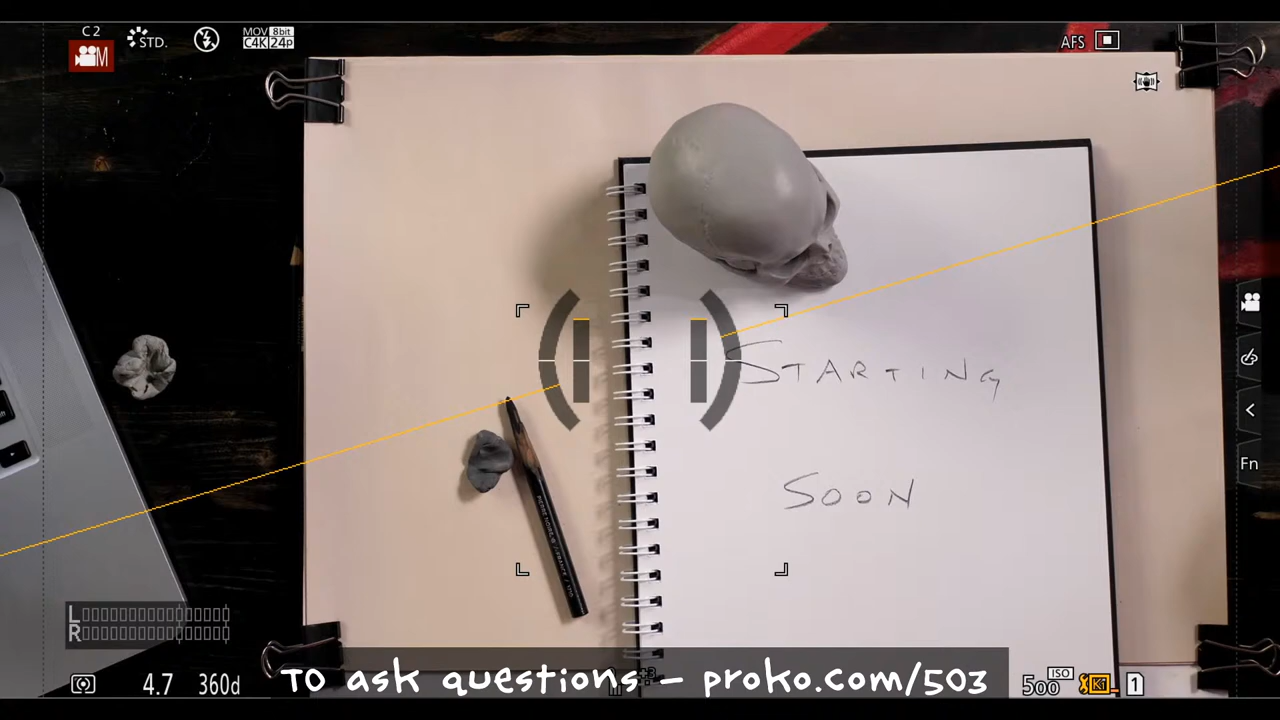 C2
STD.
MOV 8bit
C4K 24p
AFS
STARTING
SOON
Fn
L
R
4.7 360d
TO ask questions - proko.com/503
ISO
500
1